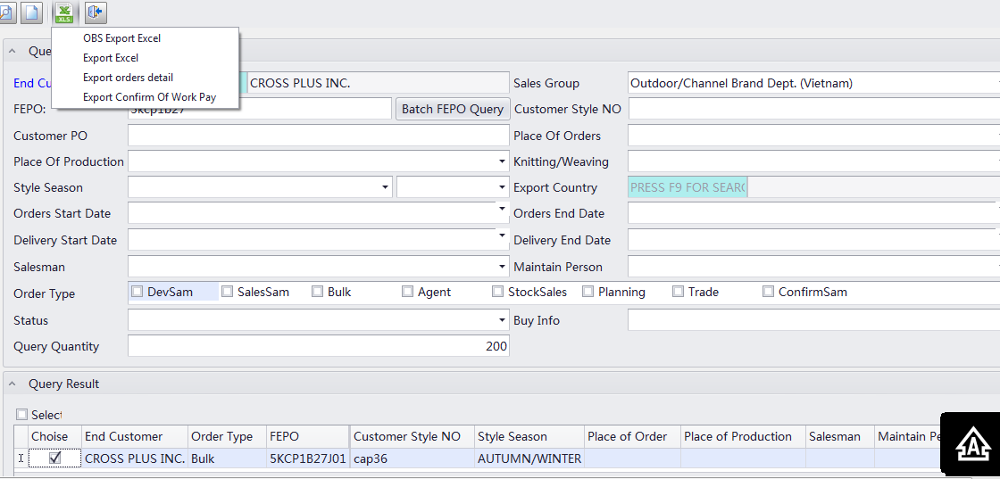 XLS
OBS Export Excel
Export Excel
Export orders detail
Export Confirm Of Work Pay
End CROSS PLUS INC. Sales Group Outdoor/Channel Brand Dept. (Vietnam)
FEPO: 5kcp1b27 Batch FEPO Query Customer Style NO
Customer PO Place Of Orders
Place Of Production Knitting/Weaving
Style Season Export Country PRESS F9 FOR
Orders Start Date Orders End Date
Delivery Start Date Delivery End Date
Salesman Maintain Person
Order Type DevSam SalesSam Bulk Agent StockSales Planning Trade ConfirmSam
Status Buy Info
Query Quantity 200
Query Result
Select
Choise End Customer Order Type FEPO Customer Style NO Style Season Place of Order Place of Production Salesman Maintain
CROSS PLUS INC. Bulk 5KCP1B27J01 cap36 AUTUMN/WINTER